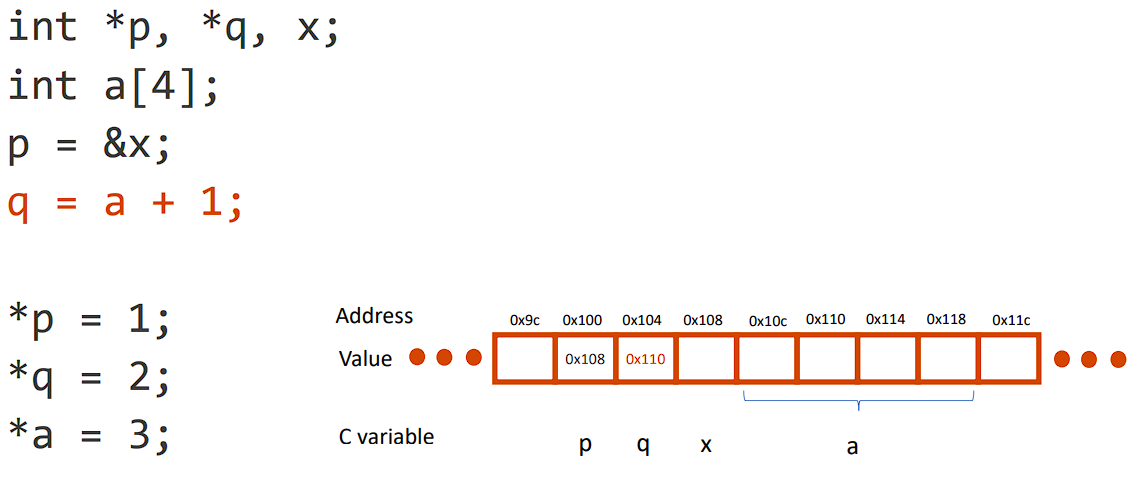 int *p, *q, x;
int a[4];
p = &x;
q = a + 1;
*p = 1;
*q = 2;
*a = 3;
Address 0x9c 0x100 0x104 0x108 0x10c 0x110 0x114 0x118 0x11c
Value 0x108 0x110
C variable p q x a